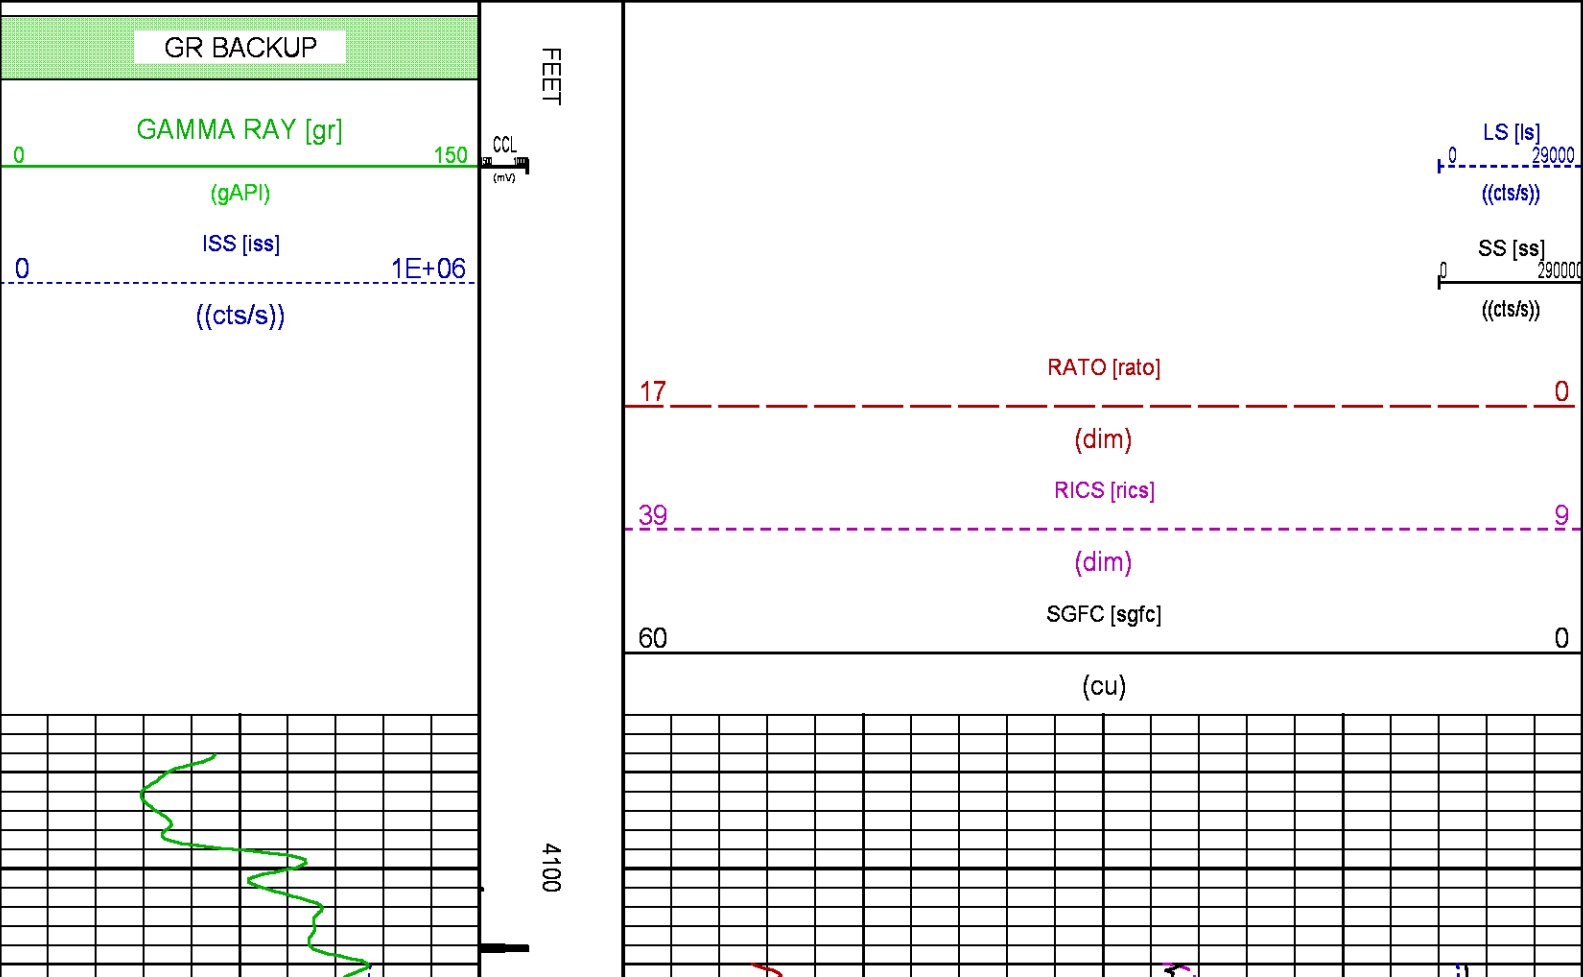 GR BACKUP
GAMMA RAY [gr]
0 150
(gAPI)
ISS [iss]
0 1E+06
((cts/s))
FEET
CCL
(mV)
LS [ls]
0 29000
((cts/s))
SS [ss]
0 290000
((cts/s))
RATO [rato]
17 0
(dim)
RICS [rics]
39 9
(dim)
SGFC [sgfc]
60 0
(cu)
4100